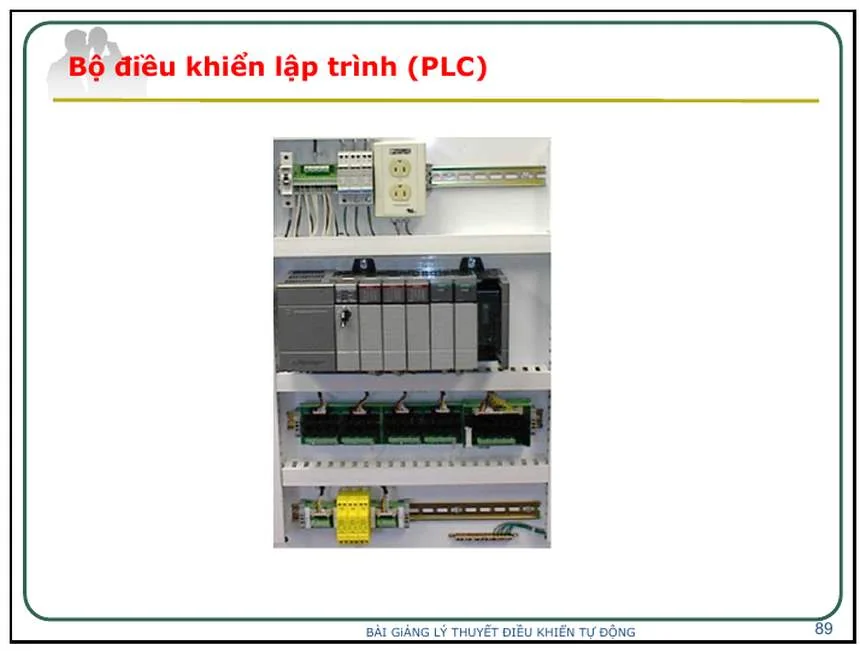 Bộ điều khiển lập trình (PLC)
BÀI GiẢNG LÝ THUYẾT ĐIỀU KHIỂN TỰ ĐỘNG
89